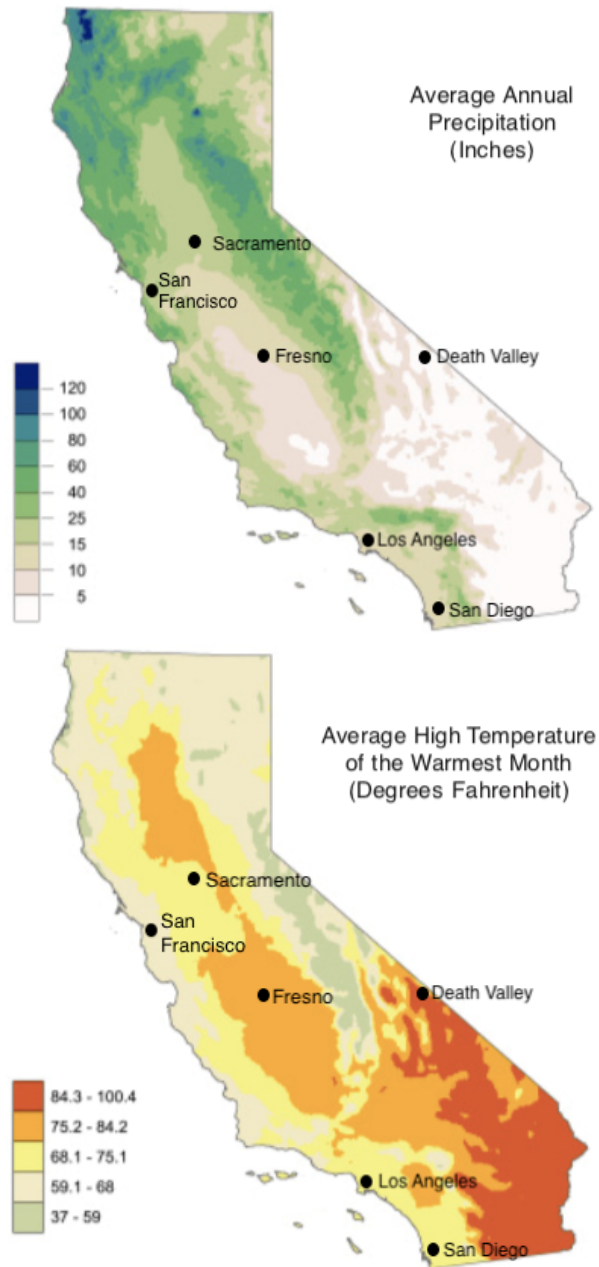 Average Annual
Precipitation
(Inches)
Sacramento
San
Francisco
Fresno
Death Valley
120
100
80
60
40
25
15
10
5
Los Angeles
San Diego
Average High Temperature
of the Warmest Month
(Degrees Fahrenheit)
Sacramento
San
Francisco
Fresno
Death Valley
84.3 - 100.4
75.2 - 84.2
68.1 - 75.1
59.1 - 68
37 - 59
Los Angeles
San Diego